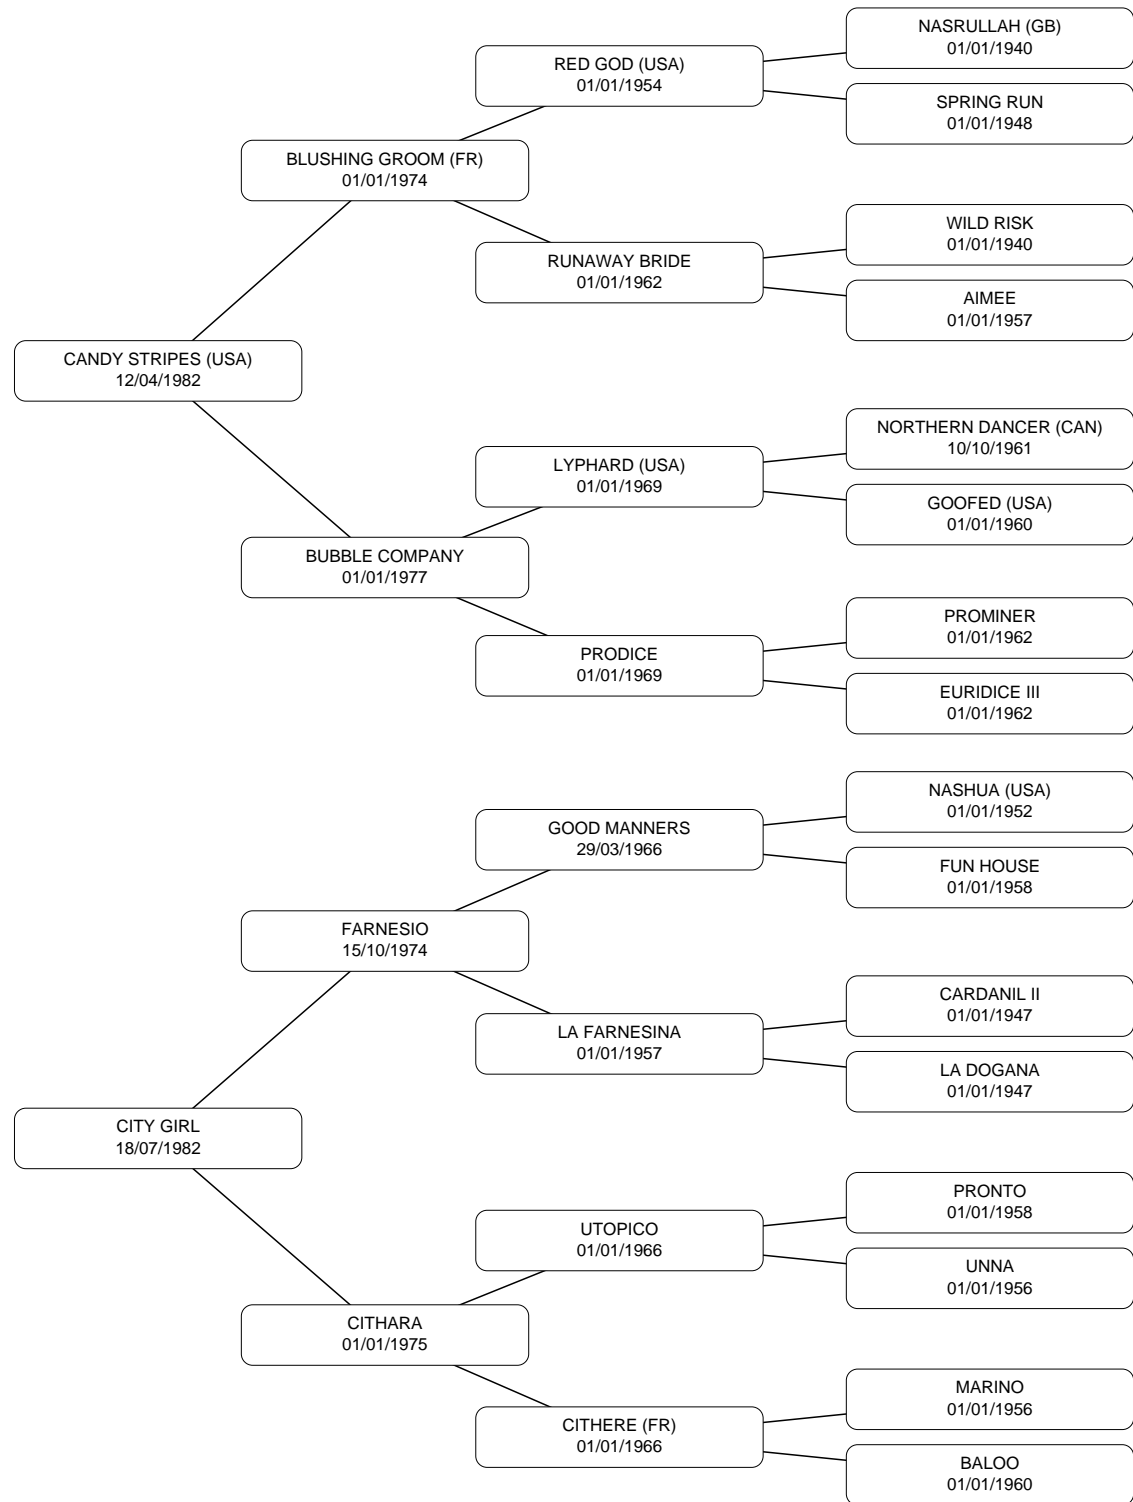 NASRULLAH (GB)
01/01/1940
RED GOD (USA)
01/01/1954
SPRING RUN
01/01/1948
BLUSHING GROOM (FR)
01/01/1974
WILD RISK
01/01/1940
RUNAWAY BRIDE
01/01/1962
AIMEE
01/01/1957
CANDY STRIPES (USA)
12/04/1982
NORTHERN DANCER (CAN)
10/10/1961
LYPHARD (USA)
01/01/1969
GOOFED (USA)
01/01/1960
BUBBLE COMPANY
01/01/1977
PROMINER
01/01/1962
PRODICE
01/01/1969
EURIDICE III
01/01/1962
NASHUA (USA)
01/01/1952
GOOD MANNERS
29/03/1966
FUN HOUSE
01/01/1958
FARNESIO
15/10/1974
CARDANIL II
01/01/1947
LA FARNESINA
01/01/1957
LA DOGANA
01/01/1947
CITY GIRL
18/07/1982
PRONTO
01/01/1958
UTOPICO
01/01/1966
UNNA
01/01/1956
CITHARA
01/01/1975
MARINO
01/01/1956
CITHERE (FR)
01/01/1966
BALOO
01/01/1960